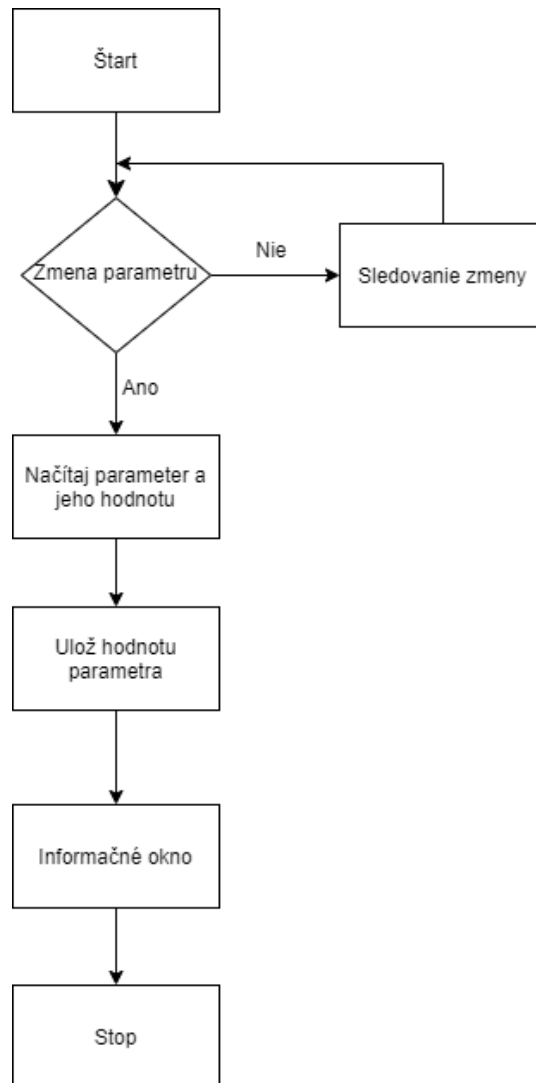 Štart
Zmena parametru
Nie
Sledovanie zmeny
Ano
Načítaj parameter a
jeho hodnotu
Ulož hodnotu
parametra
Informačné okno
Stop